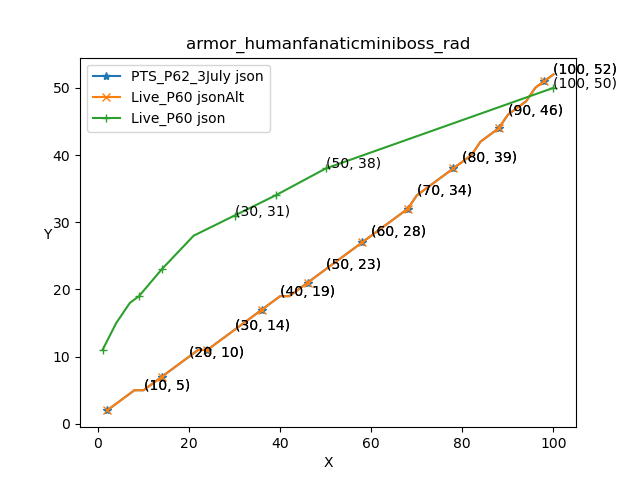 armor_humanfanaticminiboss_rad
PTS_P62_3July json
Live_P60 jsonAlt
Live_P60 json
(100, 52)
(100, 50)
(90, 46)
(50, 38)
(80, 39)
(70, 34)
(30, 31)
(60, 28)
(50, 23)
(40, 19)
(30, 14)
(20, 10)
(10, 5)
50
40
30
20
10
0
Y
0 20 40 60 80 100
X